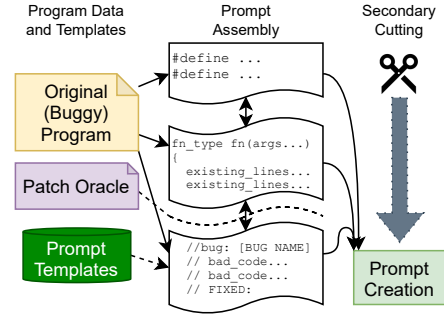 Program Data
and Templates
Prompt
Assembly
Secondary
Cutting
Original
(Buggy)
Program
Patch Oracle
Prompt
Templates
#define ...
#define ...
fn_type fn(args...)
{
existing_lines...
existing_lines...
//bug: [BUG NAME]
// bad_code...
// bad_code...
// FIXED:
Prompt
Creation